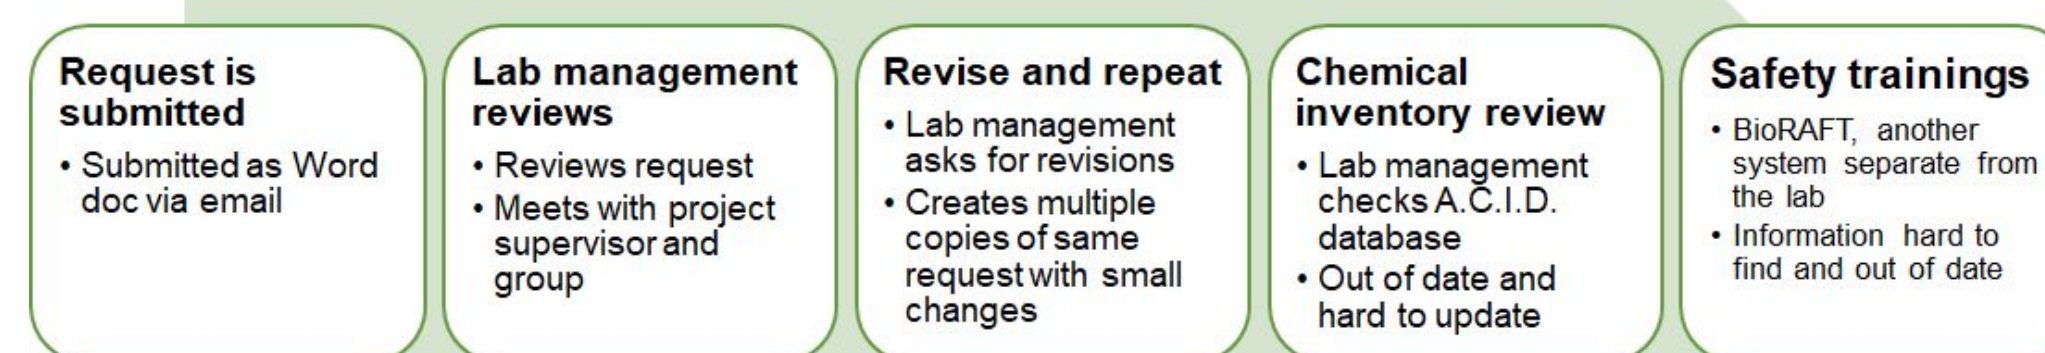 Request is
submitted
• Submitted as Word
doc via email
Lab management
reviews
• Reviews request
• Meets with project
supervisor and
group
Revise and repeat
• Lab management
asks for revisions
• Creates multiple
copies of same
request with small
changes
Chemical
inventory review
• Lab management
checks A.C.I.D.
database
• Out of date and
hard to update
Safety trainings
• BioRAFT, another
system separate from
the lab
• Information hard to
find and out of date